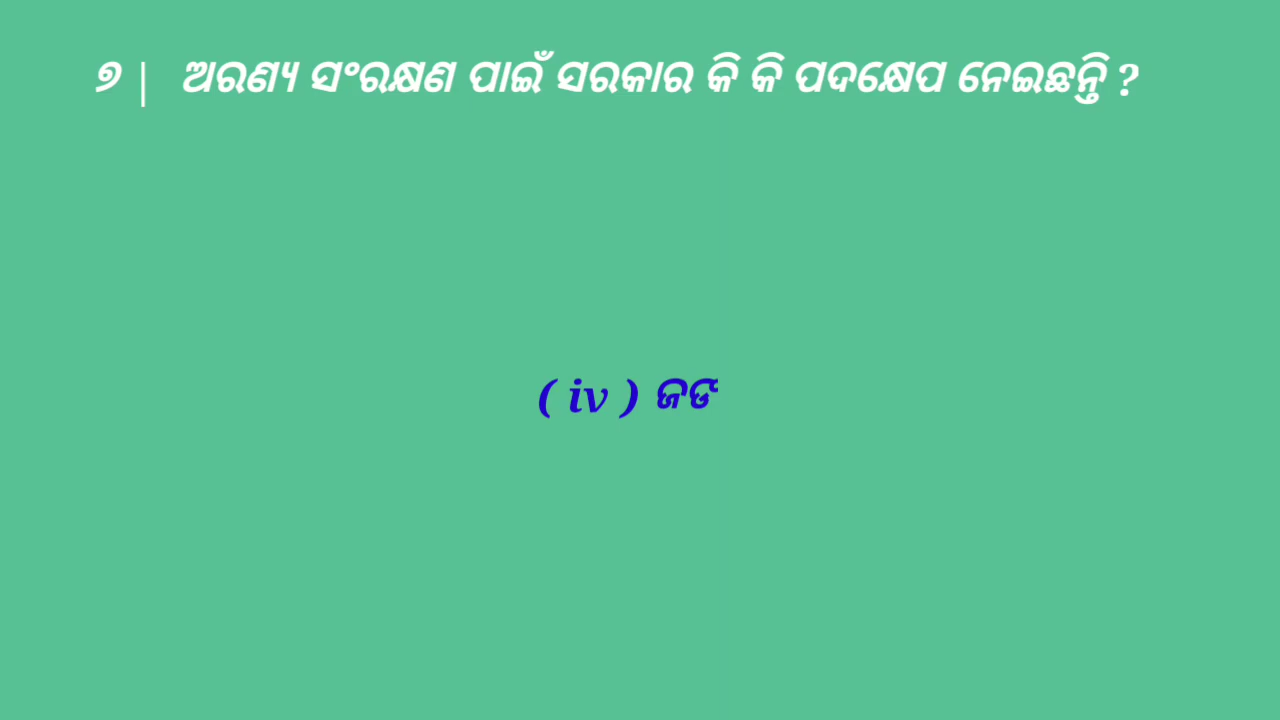 ୭ | ଅରଣ୍ୟ ସଂରକ୍ଷଣ ପାଇଁ ସରକାର କି କି ପଦକ୍ଷେପ ନେଇଛନ୍ତି ?
( iv ) ଜଙ